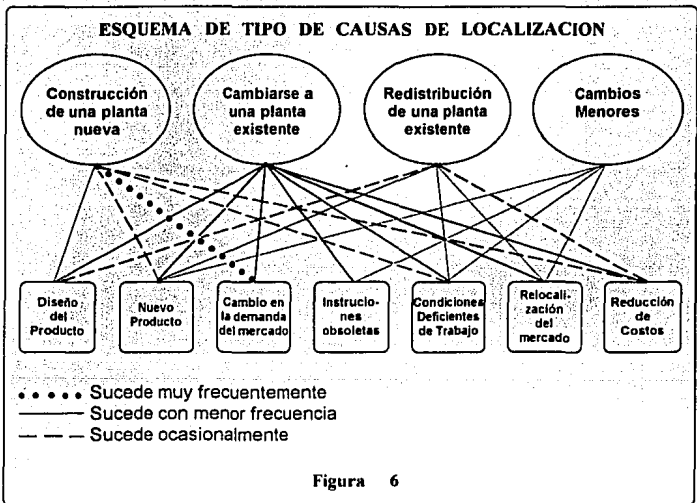 ESQUEMA DE TIPO DE CAUSAS DE LOCALIZACION
Construcción
de una planta
nueva
Cambiarse a
una planta
existente
Redistribución
de una planta
existente
Cambios
Menores
Diseño
del
Producto
Nuevo
Producto
Cambio en
la demanda
del mercado
Instrucio-
nes
obsoletas
Condiciones
Deficientes
de Trabajo
Relocali-
zación
del
mercado
Reducción
de
Costos
Sucede muy frecuentemente
Sucede con menor frecuencia
Sucede ocasionalmente
Figura 6